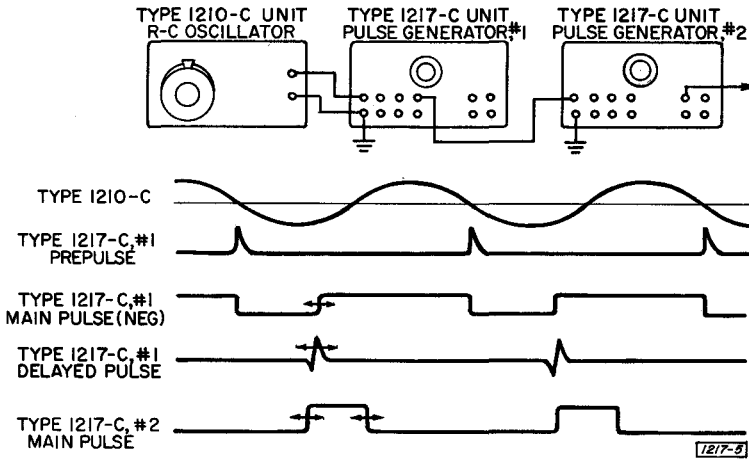 TYPE 1210-C UNIT
R-C OSCILLATOR
TYPE 1217-C UNIT
PULSE GENERATOR,#1
TYPE 1217-C UNIT
PULSE GENERATOR,#2
TYPE 1210-C
TYPE 1217-C,#1
PREPULSE
TYPE 1217-C,#1
MAIN PULSE(NEG)
TYPE 1217-C,#1
DELAYED PULSE
TYPE 1217-C,#2
MAIN PULSE
1217-5